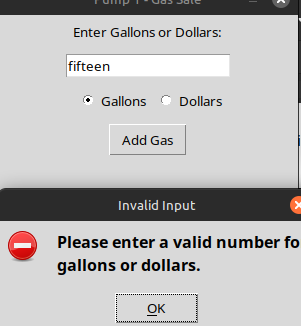 Pump 1 - Gas Sale
Enter Gallons or Dollars:
fifteen
Gallons Dollars
Add Gas
Invalid Input
Please enter a valid number fo
gallons or dollars.
OK